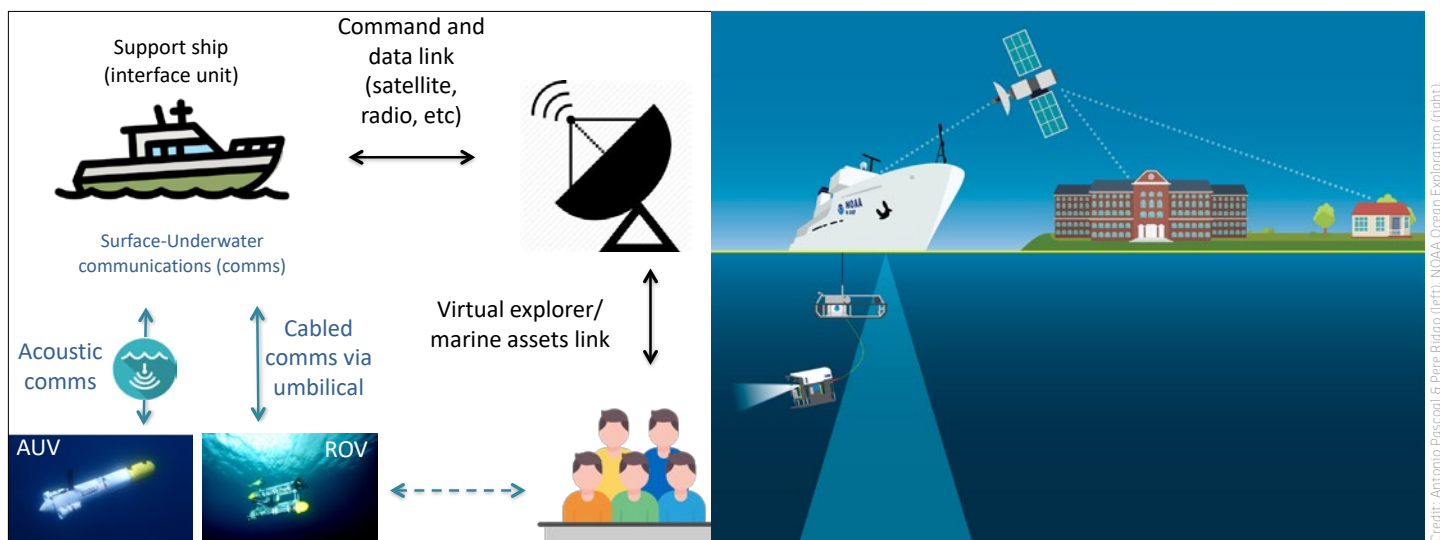 Support ship
(interface unit)
Command and
data link
(satellite,
radio, etc)
Surface-Underwater
communications (comms)
Acoustic
comms
Cabled
comms via
umbilical
Virtual explorer/
marine assets link
AUV
ROV
NOAA
Credit: Antonio Pascoal & Pere Ridao (left), NOAA Ocean Exploration (right)